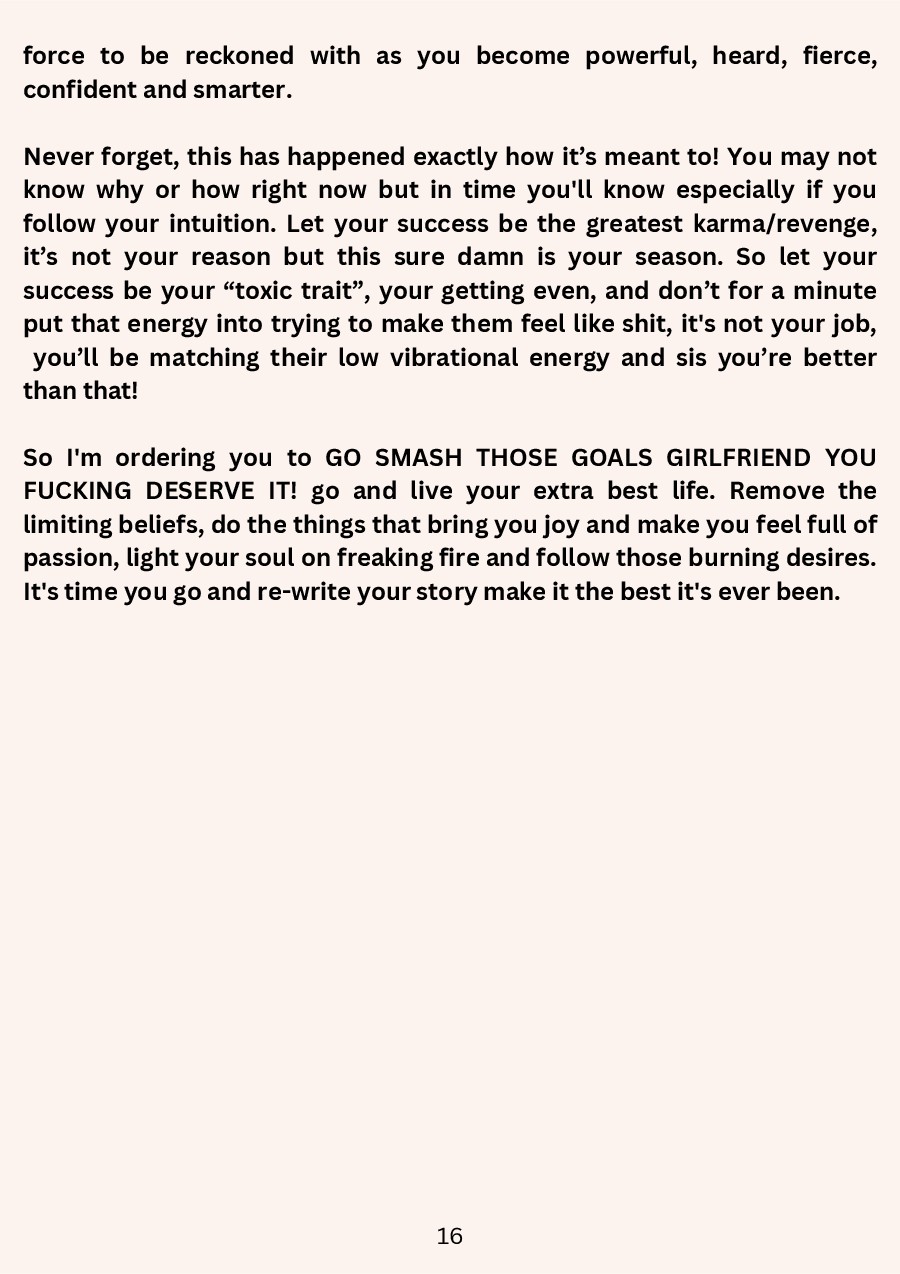 force to be reckoned with as you become powerful, heard, fierce,
confident and smarter.
Never forget, this has happened exactly how it’s meant to! You may not
know why or how right now but in time you'll know especially if you
follow your intuition. Let your success be the greatest karma/revenge,
it’s not your reason but this sure damn is your season. So let your
success be your “toxic trait”, your getting even, and don’t for a minute
put that energy into trying to make them feel like shit, it's not your job,
you’ll be matching their low vibrational energy and sis you’re better
than that!
So I'm ordering you to GO SMASH THOSE GOALS GIRLFRIEND YOU
FUCKING DESERVE IT! go and live your extra best life. Remove the
limiting beliefs, do the things that bring you joy and make you feel full of
passion, light your soul on freaking fire and follow those burning desires.
It's time you go and re-write your story make it the best it's ever been.
16